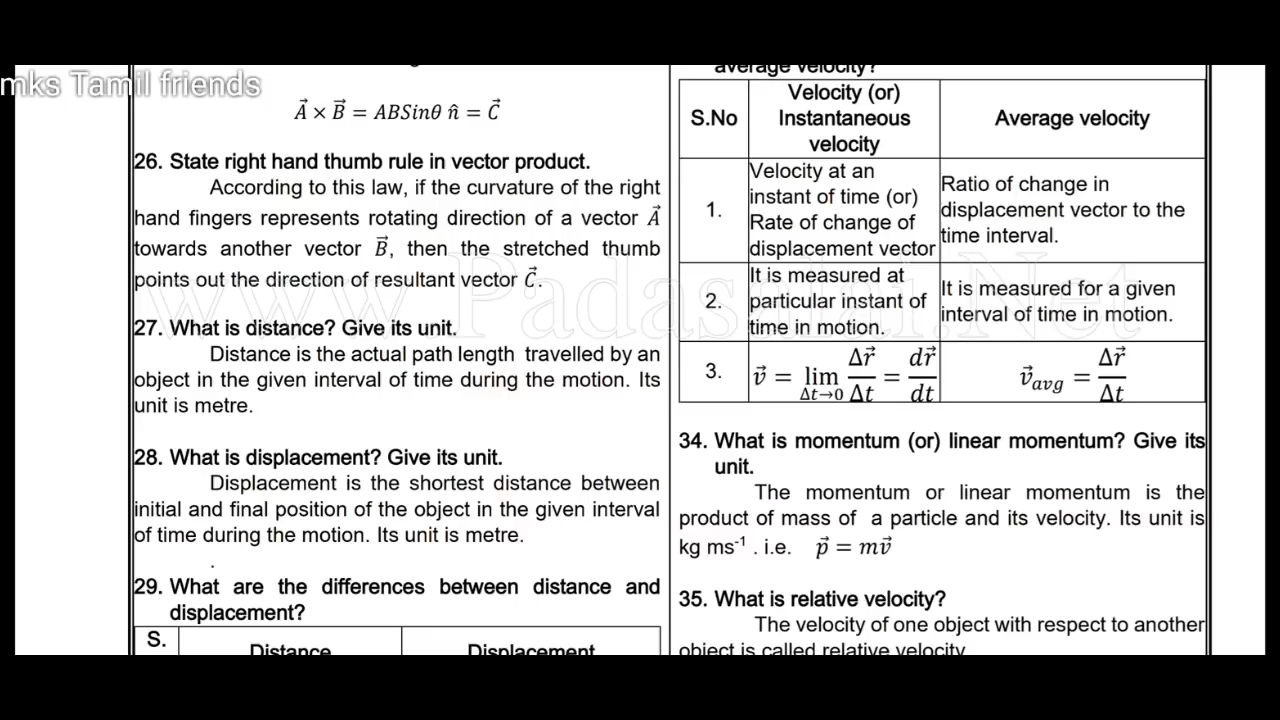 mks Tamil friends
www.Padasalai.Net
A⃗ × B⃗ = ABSinθ n̂ = C⃗
26. State right hand thumb rule in vector product.
According to this law, if the curvature of the right
hand fingers represents rotating direction of a vector A⃗
towards another vector B⃗, then the stretched thumb
points out the direction of resultant vector C⃗.
27. What is distance? Give its unit.
Distance is the actual path length travelled by an
object in the given interval of time during the motion. Its
unit is metre.
28. What is displacement? Give its unit.
Displacement is the shortest distance between
initial and final position of the object in the given interval
of time during the motion. Its unit is metre.
.
29. What are the differences between distance and
displacement?
S.
Distance
Displacement
average velocity?
S.No
Velocity (or)
Instantaneous
velocity
Average velocity
1.
Velocity at an
instant of time (or)
Rate of change of
displacement vector
Ratio of change in
displacement vector to the
time interval.
2.
It is measured at
particular instant of
time in motion.
It is measured for a given
interval of time in motion.
3.
v⃗ = lim Δt→0 Δr⃗/Δt = dr⃗/dt
v⃗avg = Δr⃗/Δt
34. What is momentum (or) linear momentum? Give its
unit.
The momentum or linear momentum is the
product of mass of a particle and its velocity. Its unit is
kg ms⁻¹ . i.e. p⃗ = mv⃗
35. What is relative velocity?
The velocity of one object with respect to another
object is called relative velocity